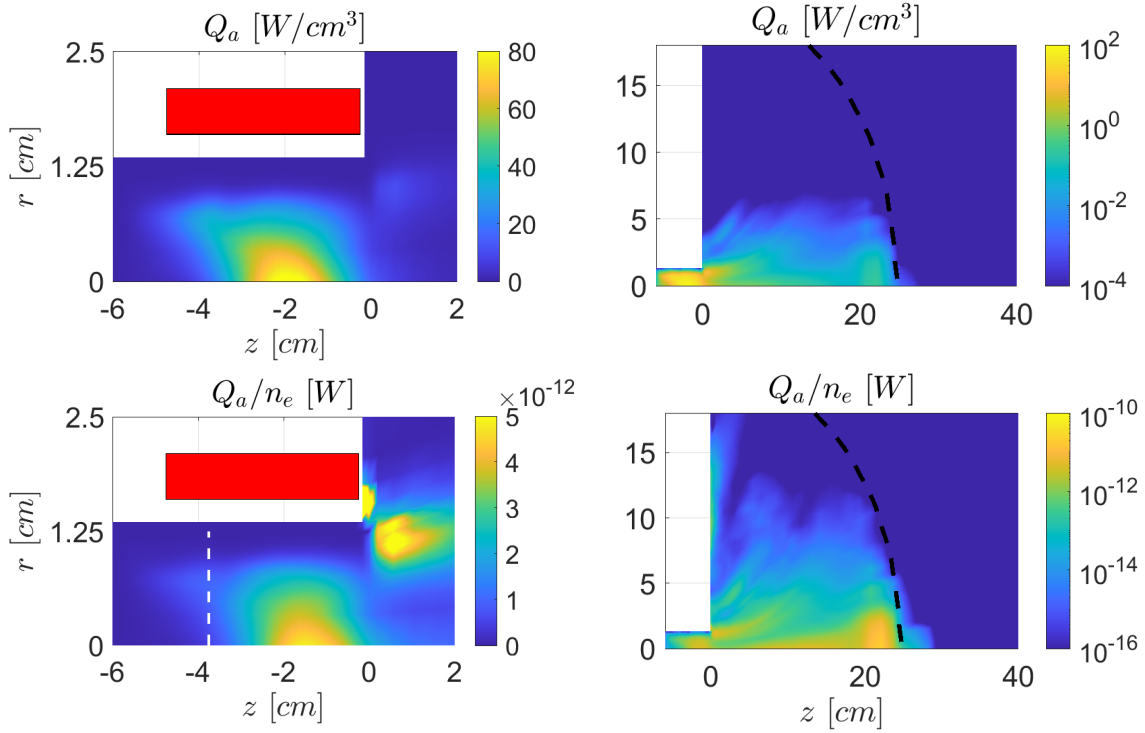 Q_a [W/cm^3]
2.5
1.25
0
r [cm]
-6 -4 -2 0 2
z [cm]
80
60
40
20
0
Q_a [W/cm^3]
15
10
5
0
0 20 40
10^2
10^0
10^-2
10^-4
Q_a/n_e [W]
×10^-12
2.5
1.25
0
r [cm]
-6 -4 -2 0 2
z [cm]
5
4
3
2
1
0
Q_a/n_e [W]
15
10
5
0
0 20 40
z [cm]
10^-10
10^-12
10^-14
10^-16